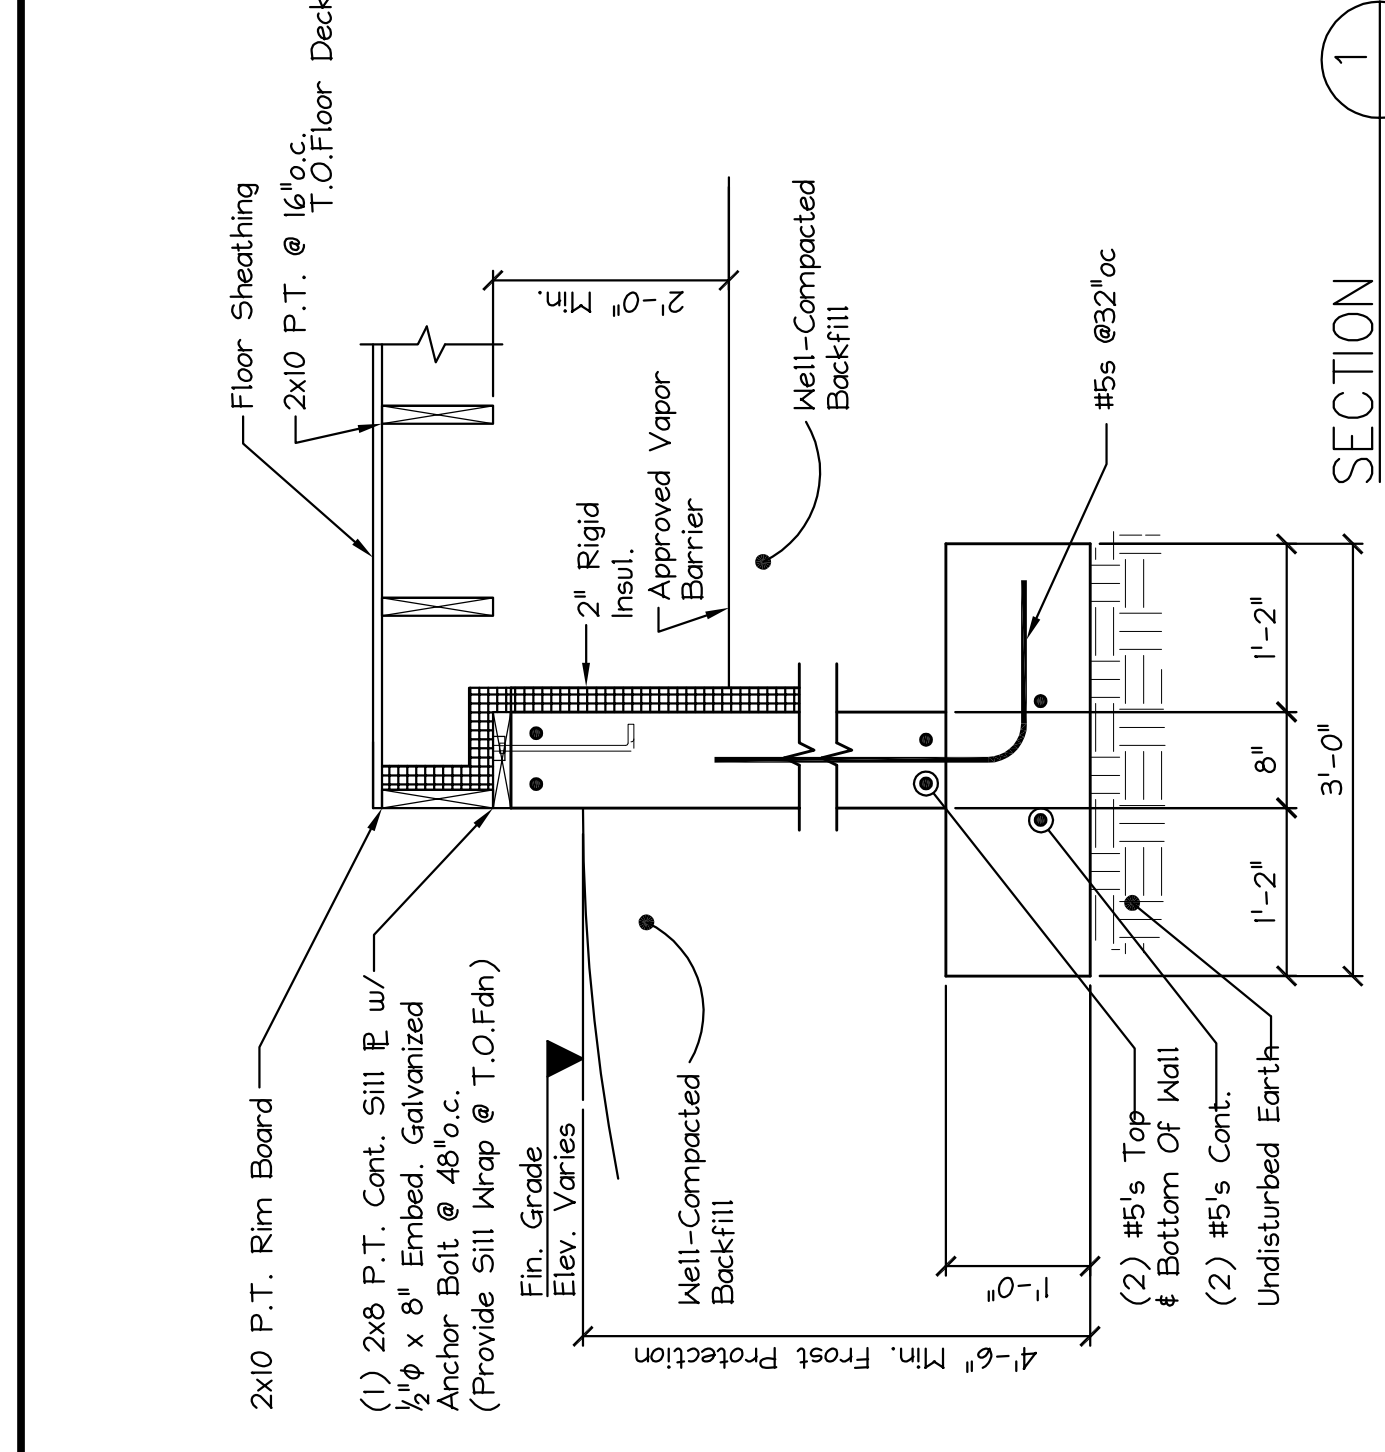 Floor Sheathing
2x10 P.T. @ 16"o.c.
T.O.Floor Deck
2x10 P.T. Rim Board
(1) 2x8 P.T. Cont. Sill PL w/
1/2"ϕ x 8" Embed. Galvanized
Anchor Bolt @ 48"o.c.
(Provide Sill Wrap @ T.O.Fdn)
2'-0" Min.
2" Rigid
Insul.
Approved Vapor
Barrier
Fin. Grade
Elev. Varies
Well-Compacted
Backfill
Well-Compacted
Backfill
#5s @32"oc
4'-6" Min. Frost Protection
1'-0"
(2) #5's Top
& Bottom Of Wall
(2) #5's Cont.
Undisturbed Earth
1'-2"
8"
1'-2"
3'-0"
SECTION
1